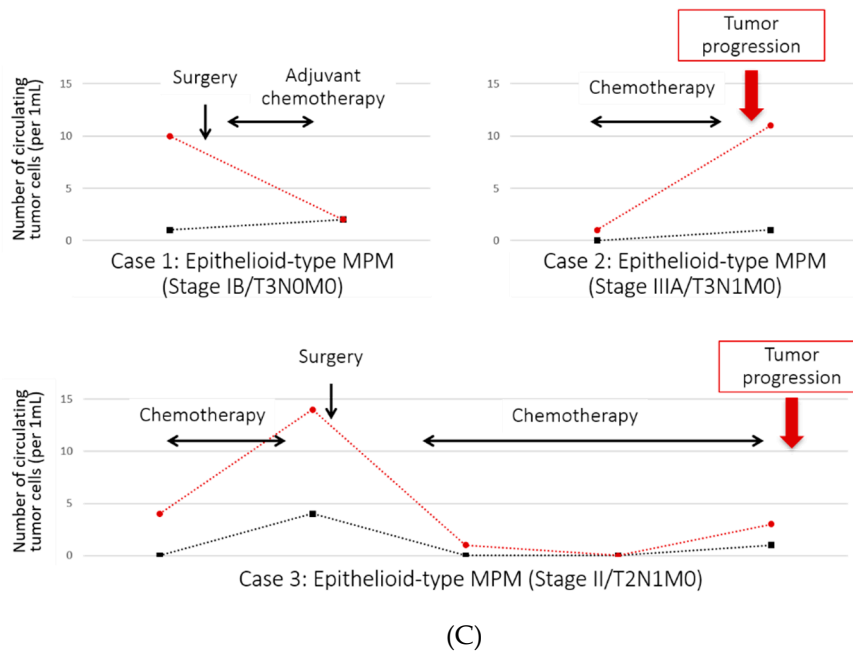 Tumor
progression
Surgery
Adjuvant
chemotherapy
Chemotherapy
Number of circulating
tumor cells (per 1mL)
15
10
5
0
15
10
5
0
Case 1: Epithelioid-type MPM
(Stage IB/T3N0M0)
Case 2: Epithelioid-type MPM
(Stage IIIA/T3N1M0)
Surgery
Tumor
progression
Chemotherapy
Chemotherapy
Number of circulating
tumor cells (per 1mL)
15
10
5
0
Case 3: Epithelioid-type MPM (Stage II/T2N1M0)
(C)